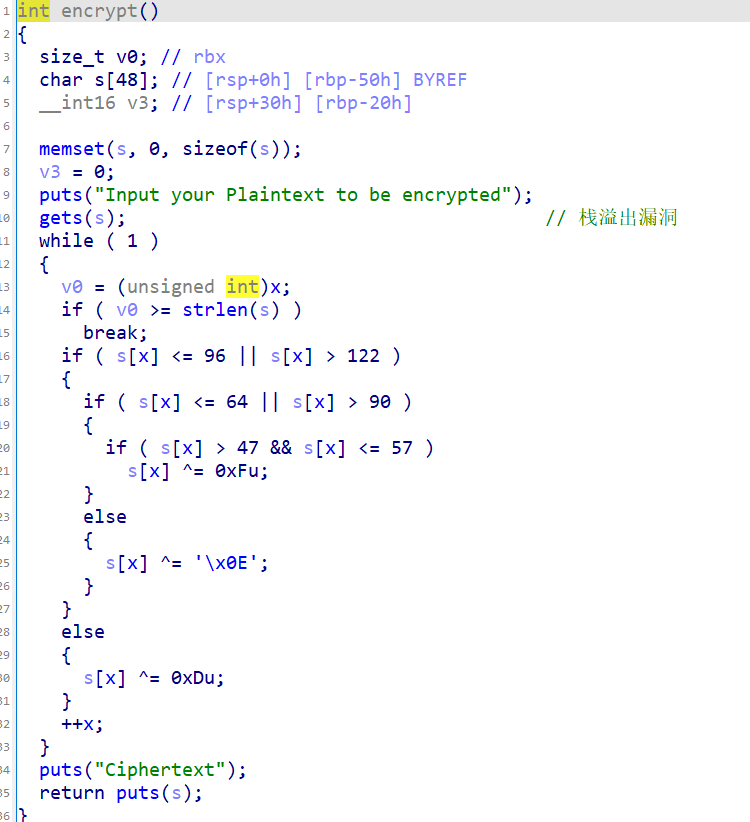 1 int encrypt()
2 {
3 size_t v0; // rbx
4 char s[48]; // [rsp+0h] [rbp-50h] BYREF
5 __int16 v3; // [rsp+30h] [rbp-20h]
6
7 memset(s, 0, sizeof(s));
8 v3 = 0;
9 puts("Input your Plaintext to be encrypted");
10 gets(s); // 栈溢出漏洞
11 while ( 1 )
12 {
13 v0 = (unsigned int)x;
14 if ( v0 >= strlen(s) )
15 break;
16 if ( s[x] <= 96 || s[x] > 122 )
17 {
18 if ( s[x] <= 64 || s[x] > 90 )
19 {
20 if ( s[x] > 47 && s[x] <= 57 )
21 s[x] ^= 0xFu;
22 }
23 else
24 {
25 s[x] ^= '\x0E';
26 }
27 }
28 else
29 {
30 s[x] ^= 0xDu;
31 }
32 ++x;
33 }
34 puts("Ciphertext");
35 return puts(s);
36 }